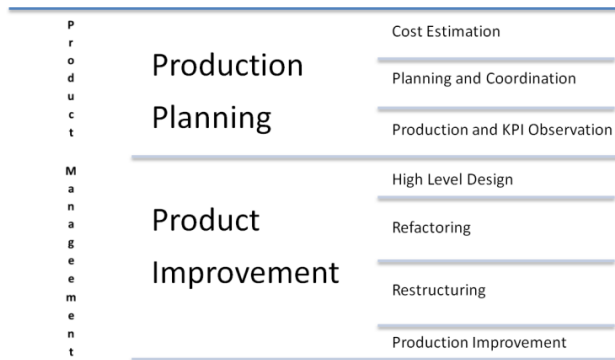 Product
Manageement
Production
Planning
Cost Estimation
Planning and Coordination
Production and KPI Observation
Product
Improvement
High Level Design
Refactoring
Restructuring
Production Improvement